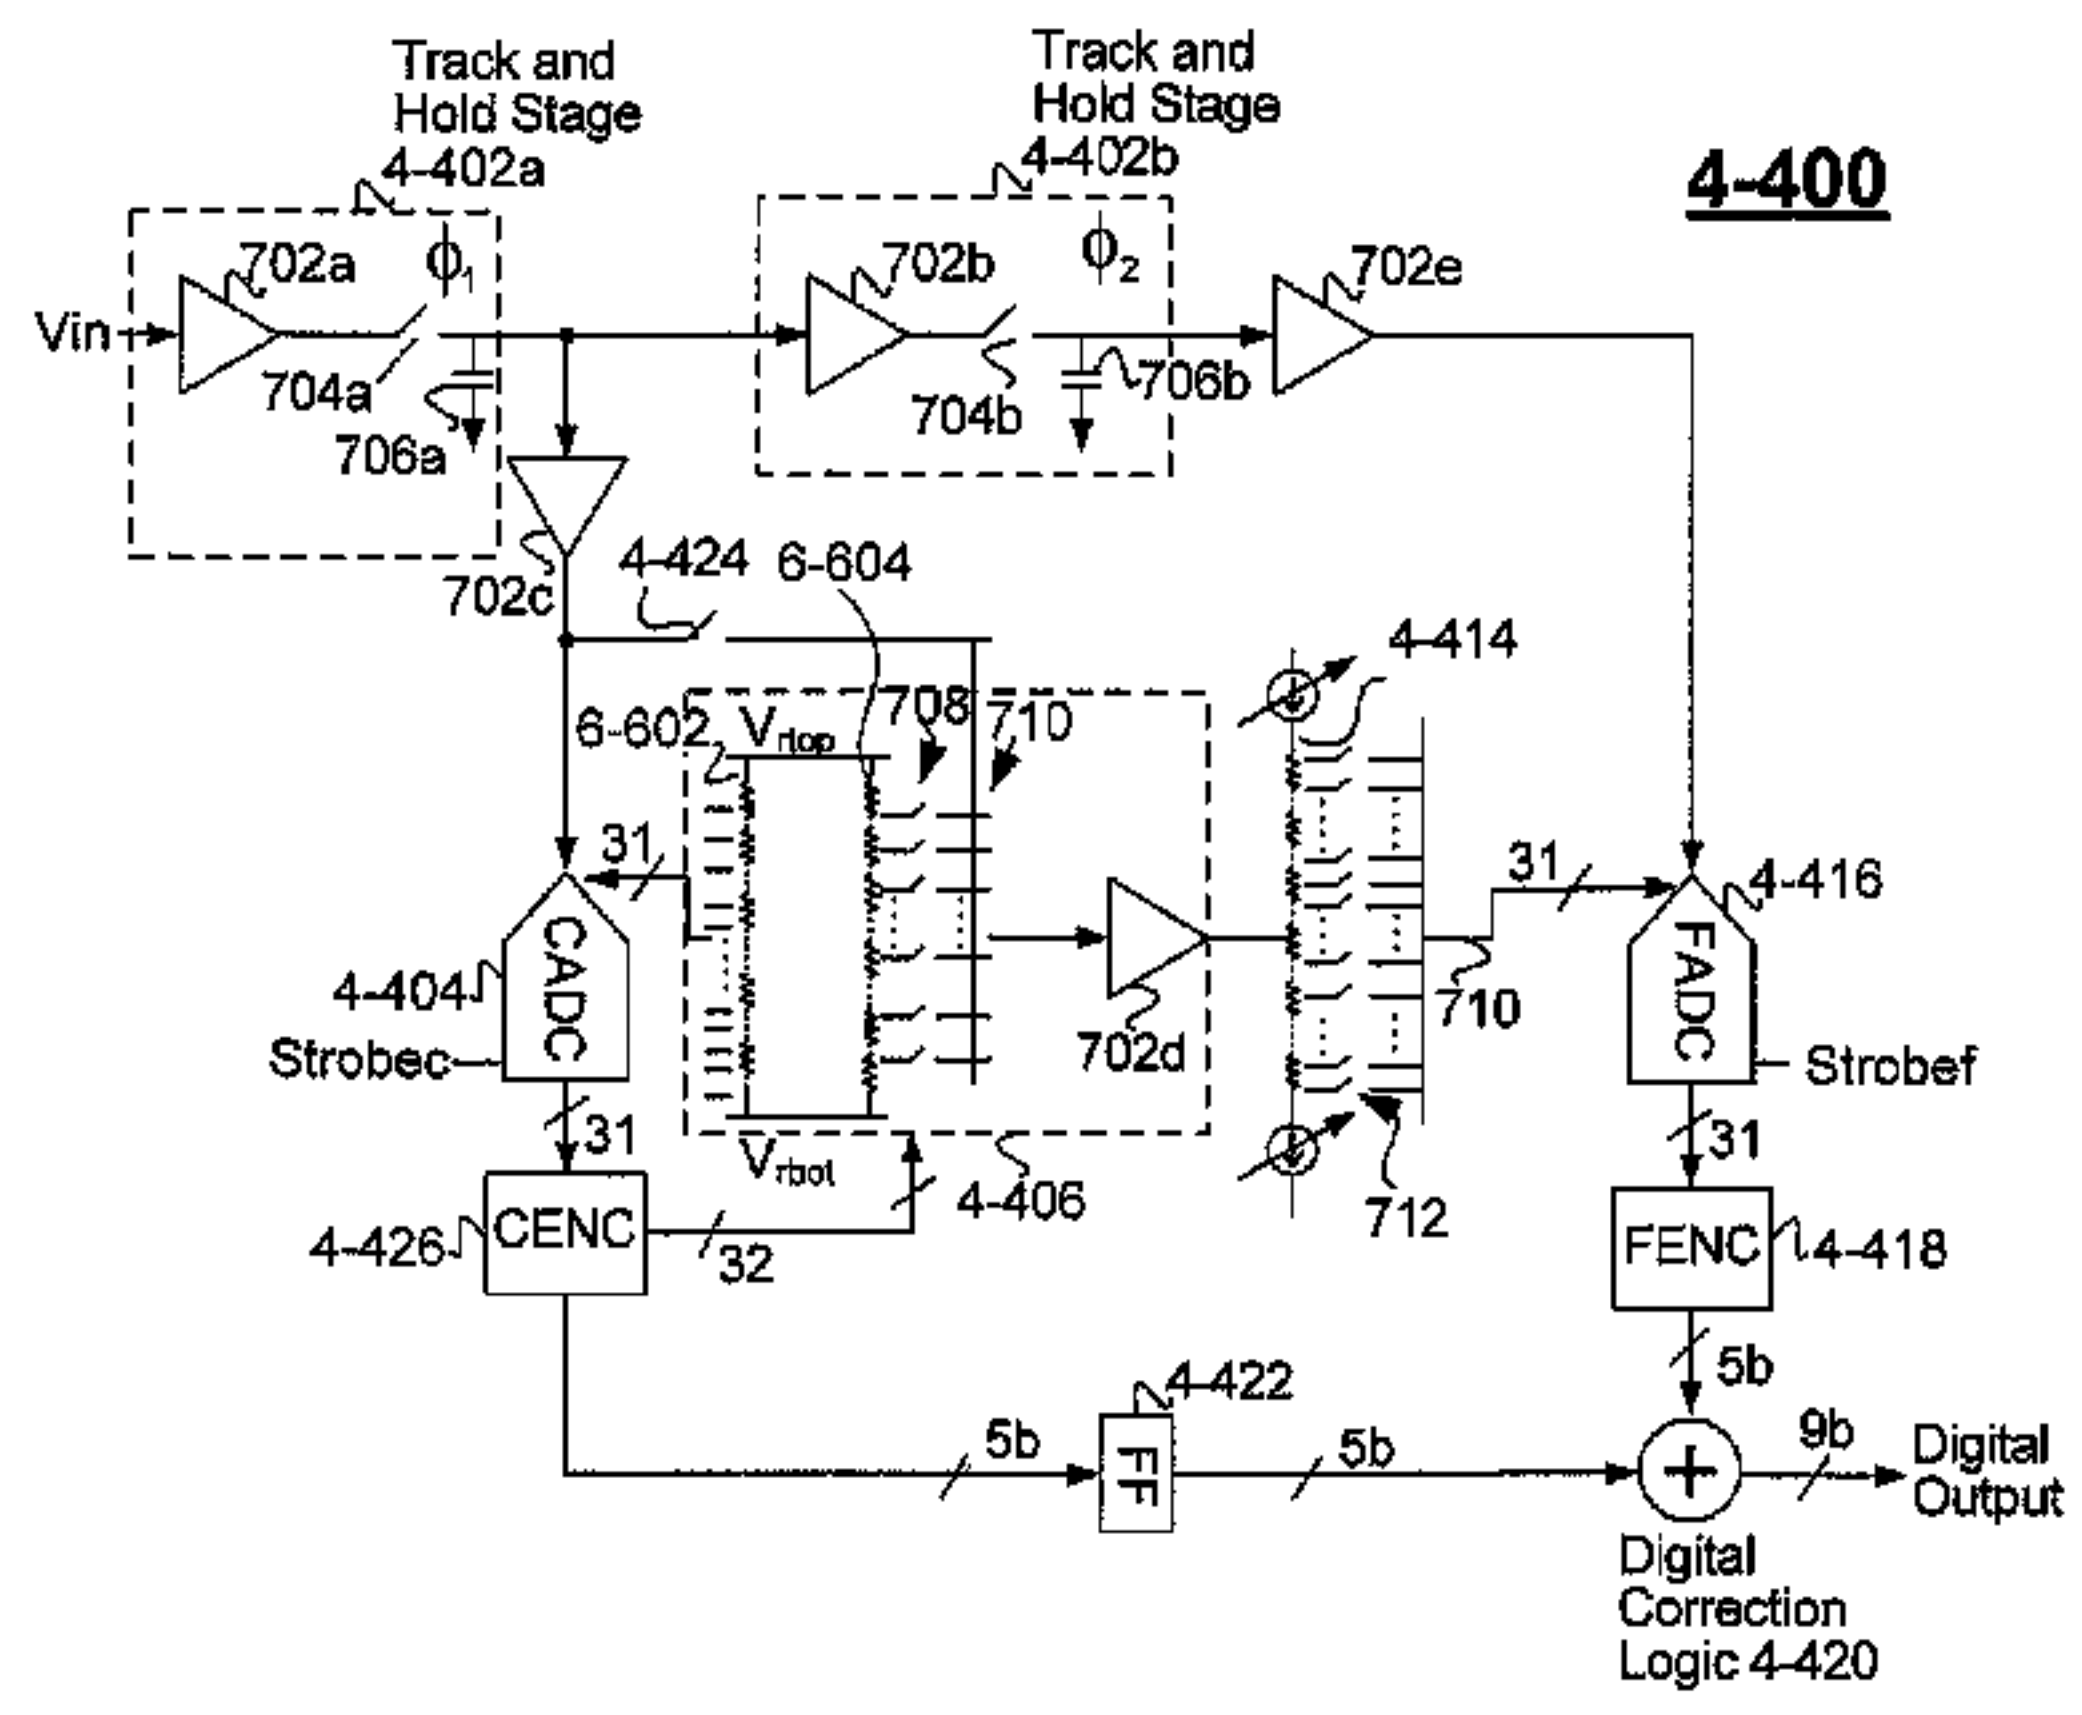 Track and
Hold Stage
4-402a
Track and
Hold Stage
4-402b
4-400
702a
ϕ1
702b
ϕ2
702e
Vin
704a
706a
704b
706b
702c
4-424
6-604
4-414
6-602
Vrtop
708
710
31
31
4-416
CADC
FADC
4-404
702d
710
Strobec
Strobef
31
31
Vrbot
4-406
712
4-426
CENC
32
FENC
4-418
4-422
5b
5b
FF
5b
9b
Digital
Output
+
Digital
Correction
Logic 4-420